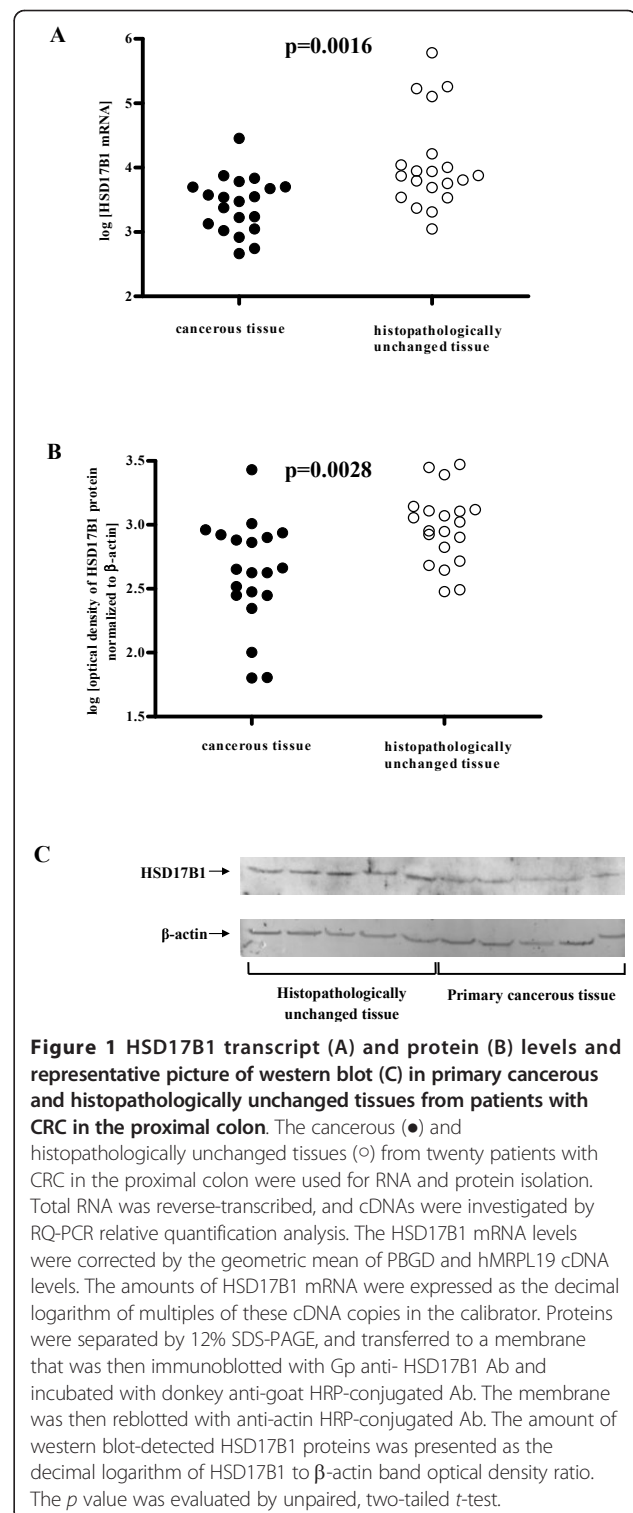 A
p=0.0016
log [HSD17B1 mRNA]
6
5
4
3
2
cancerous tissue
histopathologically
unchanged tissue
B
p=0.0028
log [optical density of HSD17B1 protein
normalized to β-actin]
3.5
3.0
2.5
2.0
1.5
cancerous tissue
histopathologically
unchanged tissue
C
HSD17B1
β-actin
Histopathologically
unchanged tissue
Primary cancerous tissue
Figure 1 HSD17B1 transcript (A) and protein (B) levels and
representative picture of western blot (C) in primary cancerous
and histopathologically unchanged tissues from patients with
CRC in the proximal colon. The cancerous (●) and
histopathologically unchanged tissues (○) from twenty patients with
CRC in the proximal colon were used for RNA and protein isolation.
Total RNA was reverse-transcribed, and cDNAs were investigated by
RQ-PCR relative quantification analysis. The HSD17B1 mRNA levels
were corrected by the geometric mean of PBGD and hMRPL19 cDNA
levels. The amounts of HSD17B1 mRNA were expressed as the decimal
logarithm of multiples of these cDNA copies in the calibrator. Proteins
were separated by 12% SDS-PAGE, and transferred to a membrane
that was then immunoblotted with Gp anti- HSD17B1 Ab and
incubated with donkey anti-goat HRP-conjugated Ab. The membrane
was then reblotted with anti-actin HRP-conjugated Ab. The amount of
western blot-detected HSD17B1 proteins was presented as the
decimal logarithm of HSD17B1 to β-actin band optical density ratio.
The p value was evaluated by unpaired, two-tailed t-test.